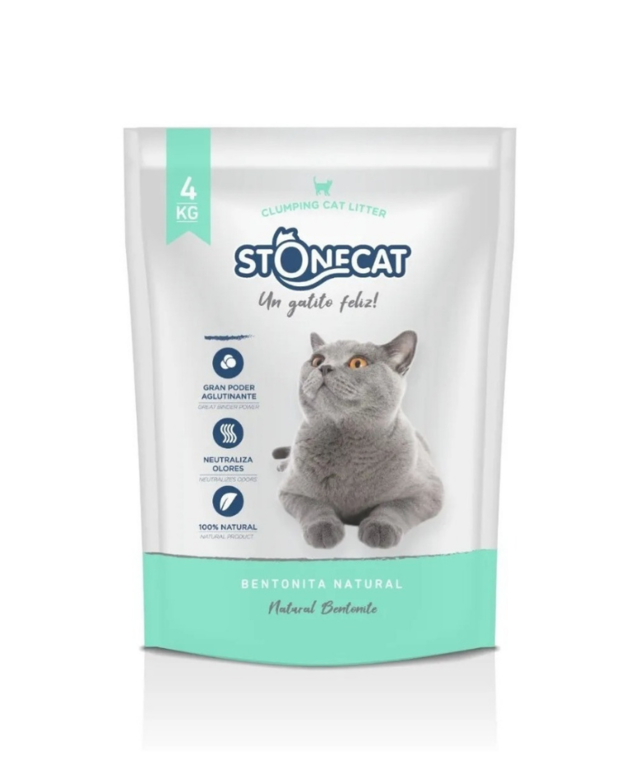 4
KG
CLUMPING CAT LITTER
STONECAT
Un gatito feliz!
GRAN PODER
AGLUTINANTE
GREAT BINDER POWER
NEUTRALIZA
OLORES
NEUTRALIZES ODORS
100% NATURAL
NATURAL PRODUCT
BENTONITA NATURAL
Natural Bentonite